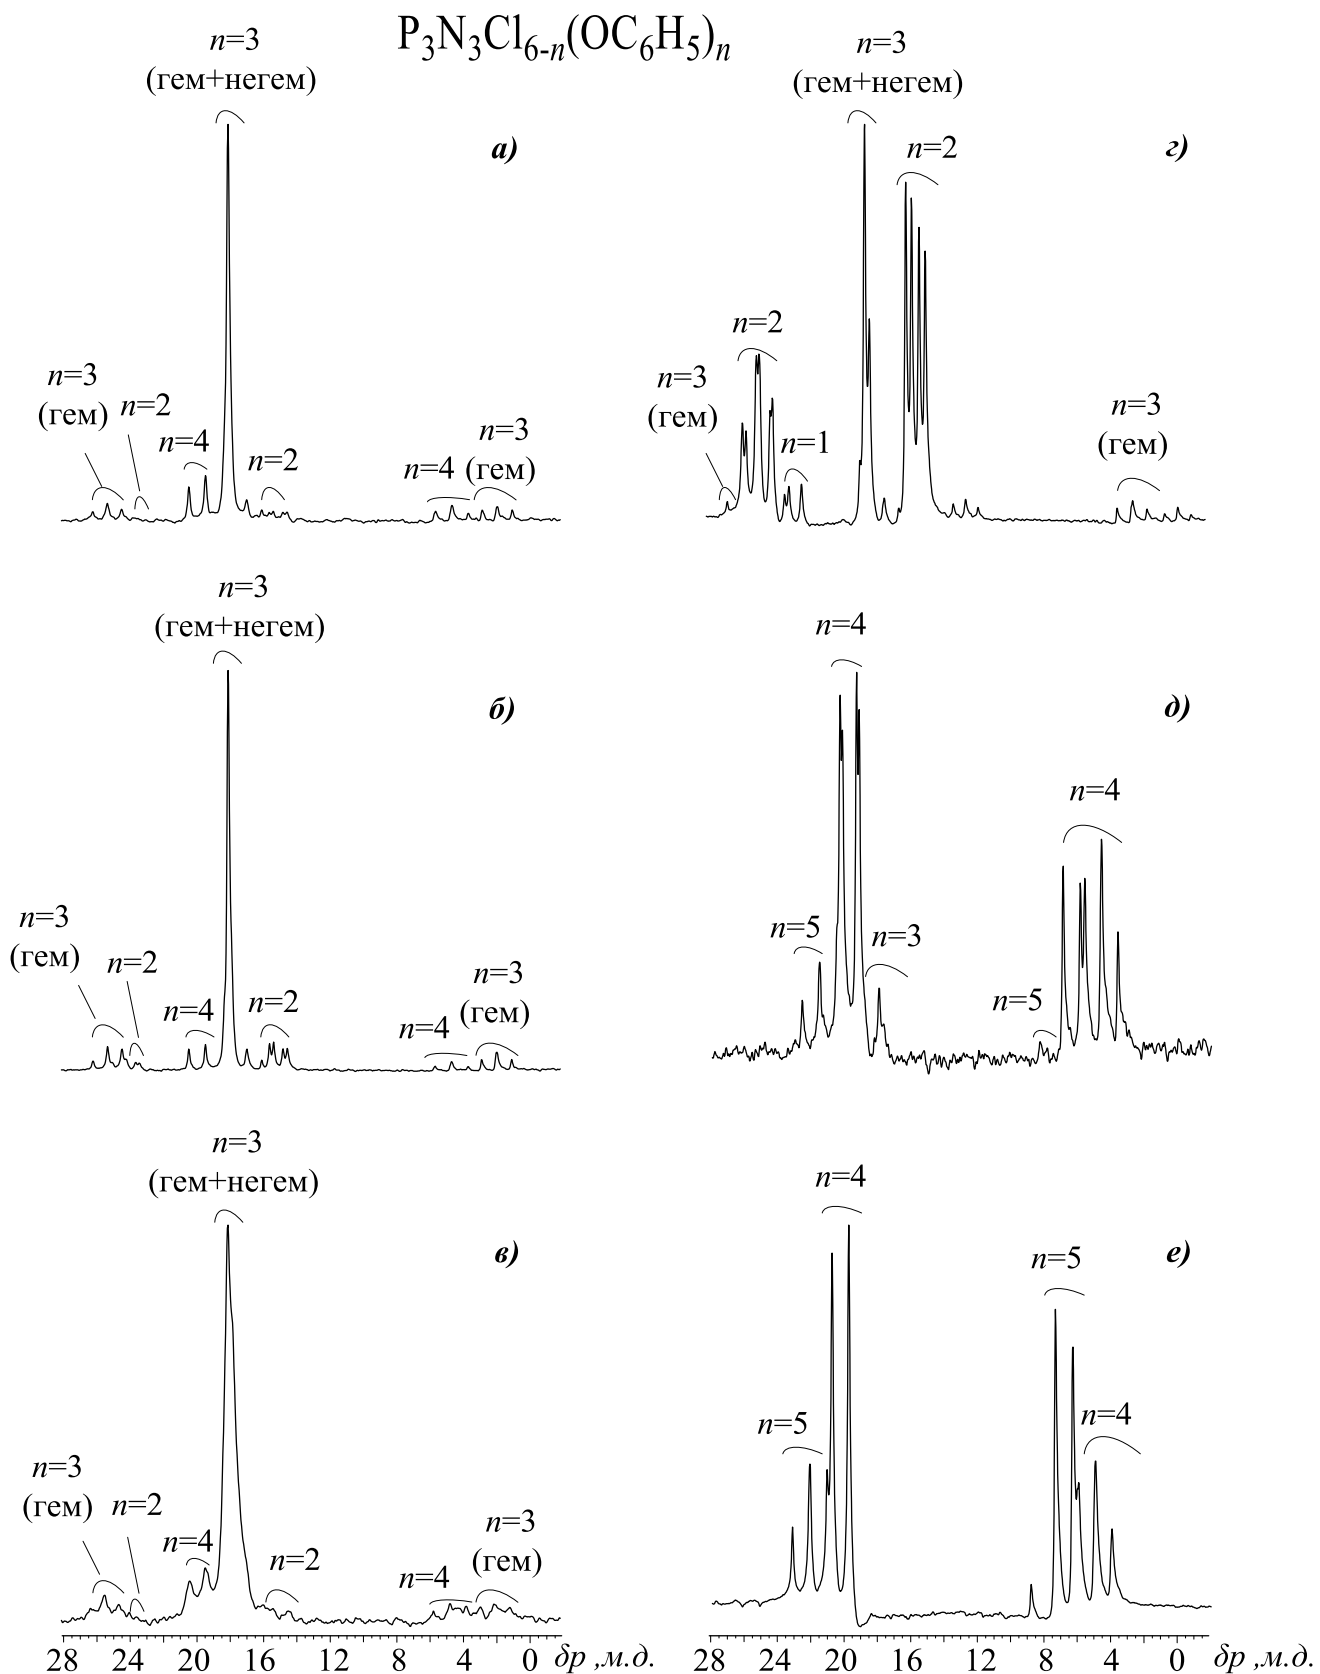 P₃N₃Cl₆₋ₙ(OC₆H₅)ₙ
n=3
(гем+негем)
а)
n=3
(гем)
n=2
n=4
n=2
n=4
n=3
(гем)
n=3
(гем+негем)
г)
n=2
n=2
n=3
(гем)
n=1
n=3
(гем)
n=3
(гем+негем)
б)
n=3
(гем)
n=2
n=4
n=2
n=4
n=3
(гем)
n=4
д)
n=4
n=5
n=3
n=5
n=3
(гем+негем)
в)
n=3
(гем)
n=2
n=4
n=2
n=4
n=3
(гем)
n=4
е)
n=5
n=5
n=4
28 24 20 16 12 8 4 0 δр ,м.д.
28 24 20 16 12 8 4 0 δр ,м.д.